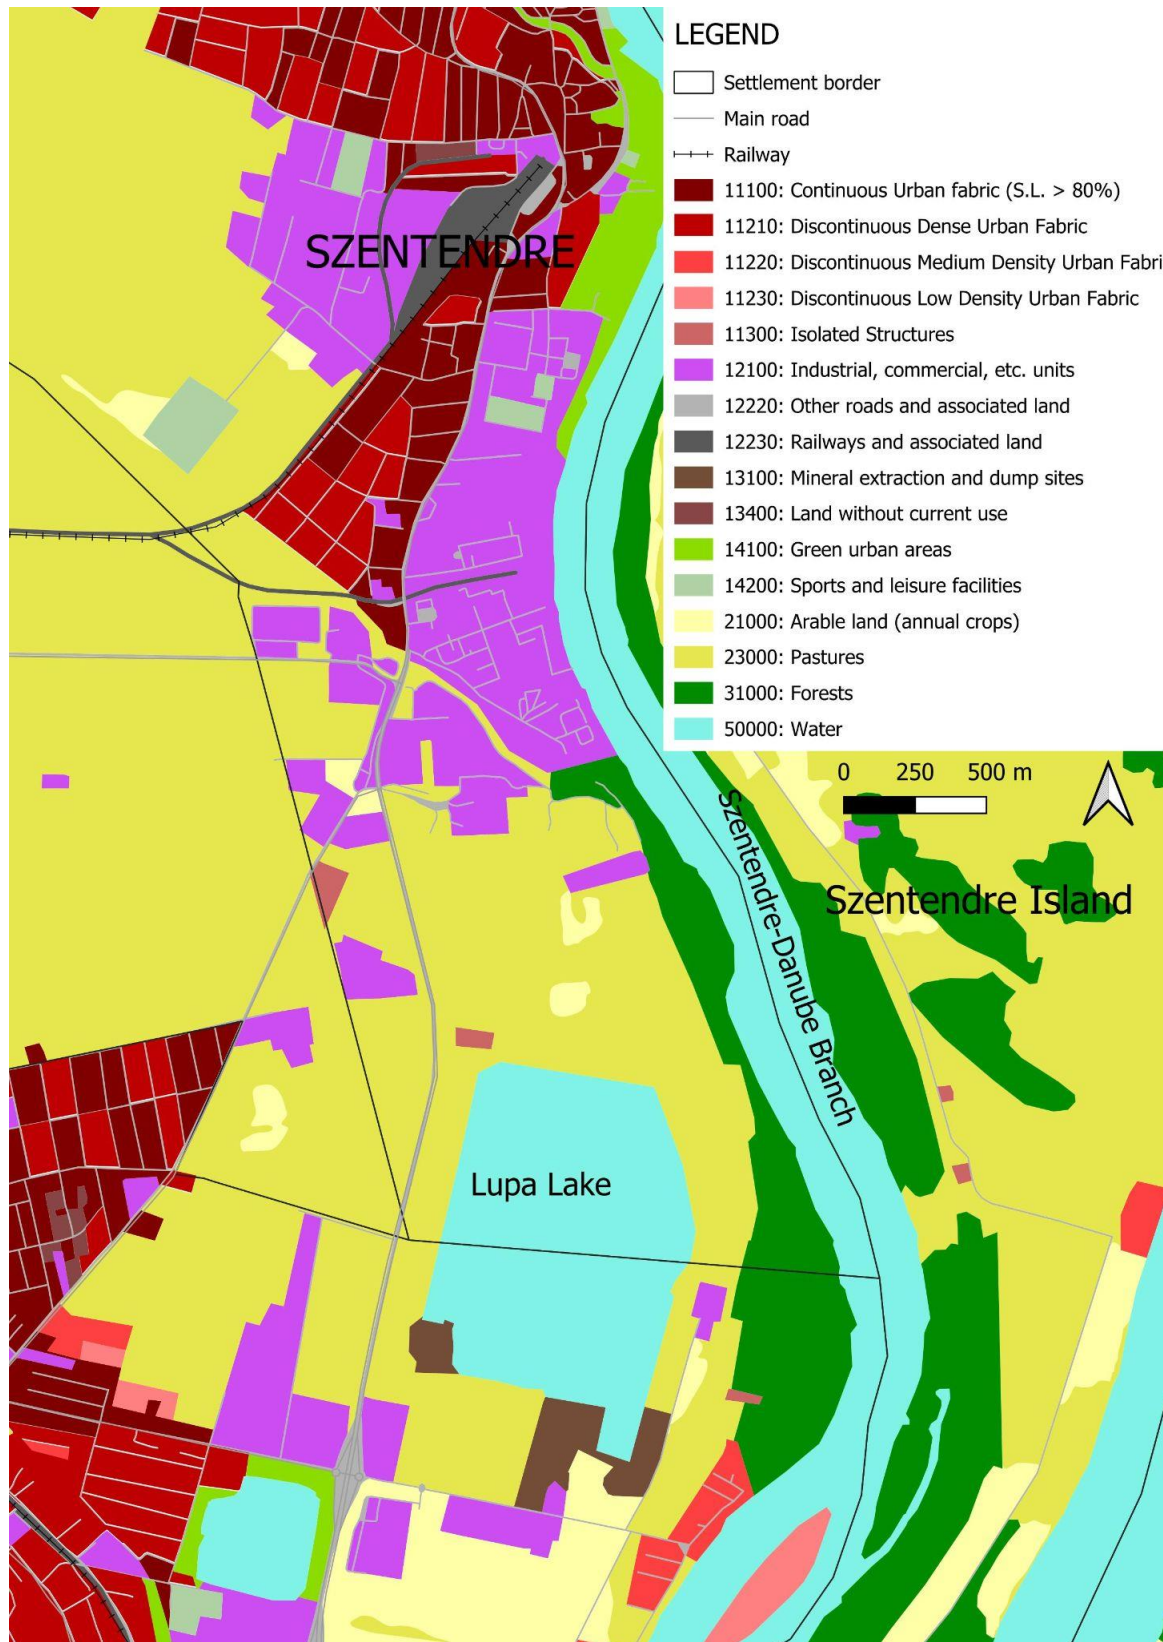 LEGEND
Settlement border
Main road
Railway
11100: Continuous Urban fabric (S.L. > 80%)
11210: Discontinuous Dense Urban Fabric
11220: Discontinuous Medium Density Urban Fabri
11230: Discontinuous Low Density Urban Fabric
11300: Isolated Structures
12100: Industrial, commercial, etc. units
12220: Other roads and associated land
12230: Railways and associated land
13100: Mineral extraction and dump sites
13400: Land without current use
14100: Green urban areas
14200: Sports and leisure facilities
21000: Arable land (annual crops)
23000: Pastures
31000: Forests
50000: Water
0 250 500 m
SZENTENDRE
Szentendre-Danube Branch
Szentendre Island
Lupa Lake